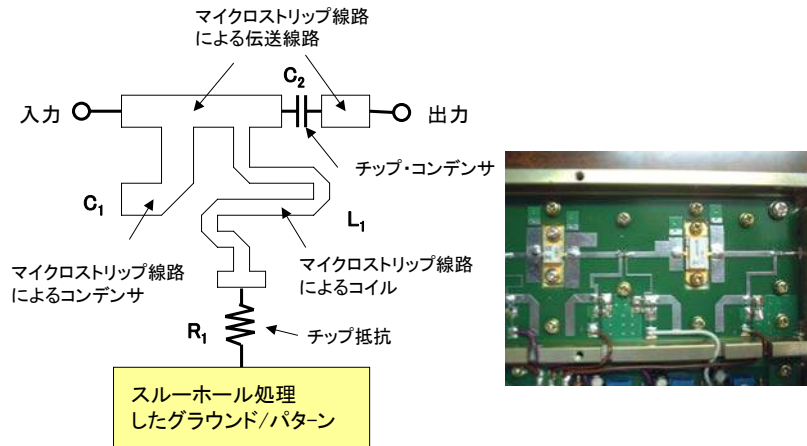 マイクロストリップ線路
による伝送線路
C2
入力
出力
チップ・コンデンサ
C1
L1
マイクロストリップ線路
によるコンデンサ
マイクロストリップ線路
によるコイル
R1
チップ抵抗
スルーホール処理
したグラウンド/パターン